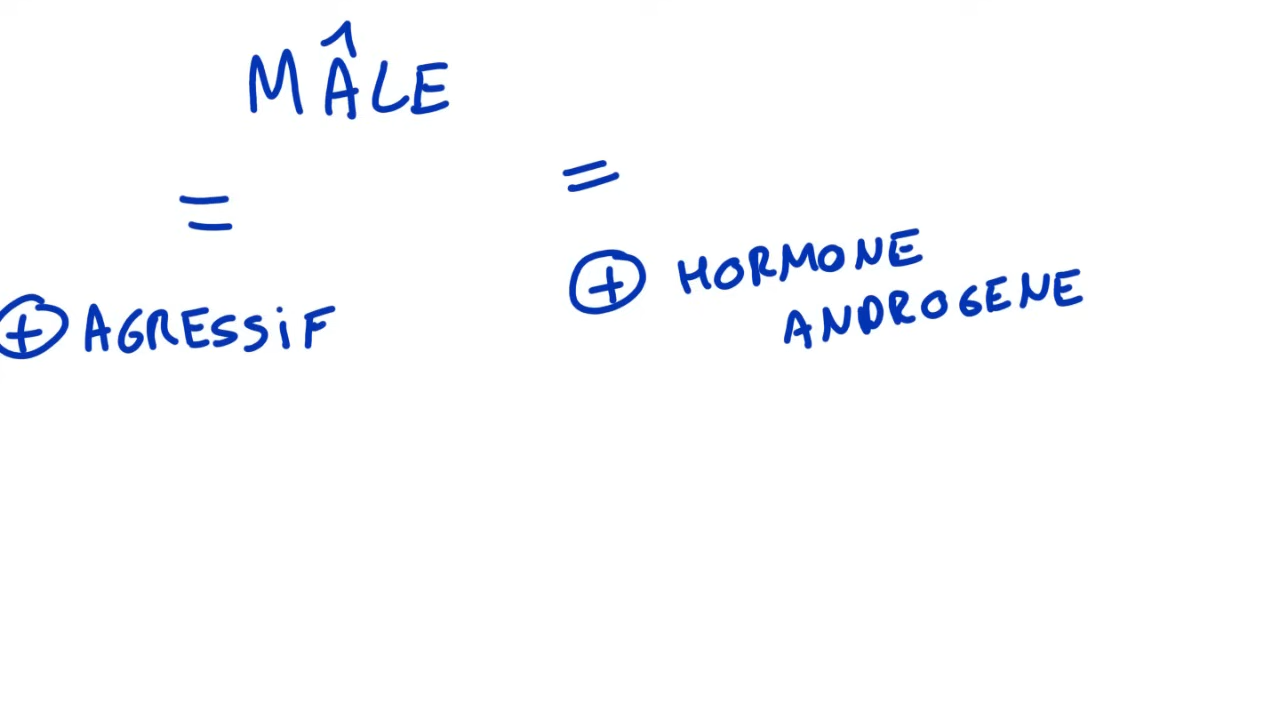 MÂLE
=
=
+ AGRESSiF
+ HORMONE
ANDROGENE